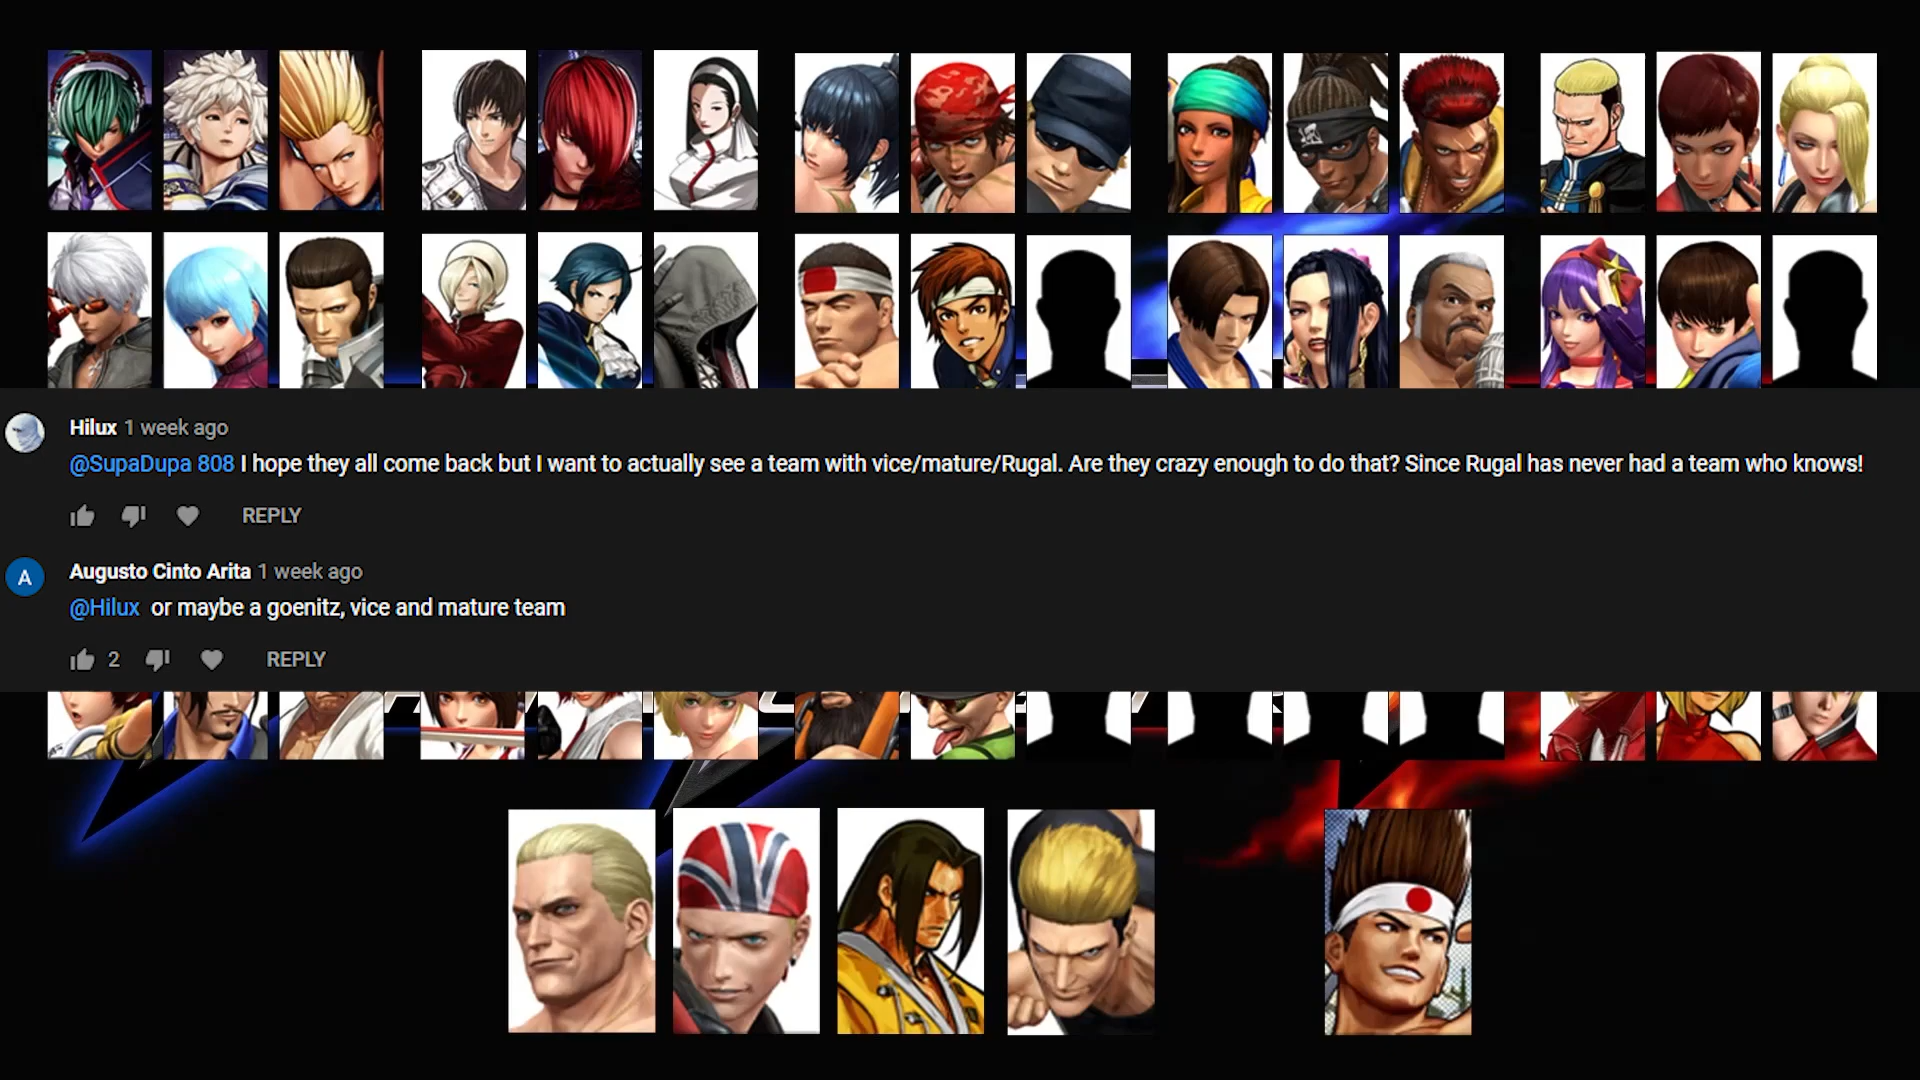 Hilux 1 week ago
@SupaDupa 808 I hope they all come back but I want to actually see a team with vice/mature/Rugal. Are they crazy enough to do that? Since Rugal has never had a team who knows!
REPLY
A
Augusto Cinto Arita 1 week ago
@Hilux or maybe a goenitz, vice and mature team
2 REPLY